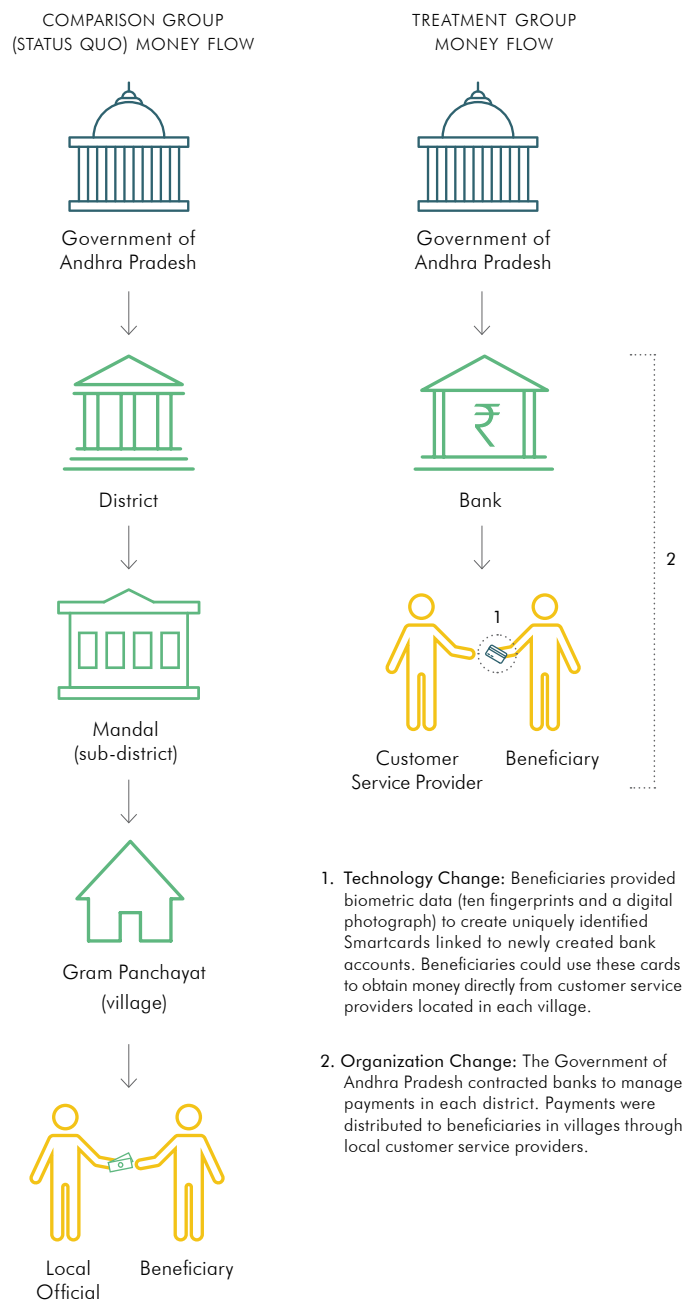 COMPARISON GROUP
(STATUS QUO) MONEY FLOW
Government of
Andhra Pradesh
District
Mandal
(sub-district)
Gram Panchayat
(village)
Local
Official
Beneficiary
TREATMENT GROUP
MONEY FLOW
Government of
Andhra Pradesh
₹
Bank
1
2
Customer
Service Provider
Beneficiary
1. Technology Change: Beneficiaries provided
biometric data (ten fingerprints and a digital
photograph) to create uniquely identified
Smartcards linked to newly created bank
accounts. Beneficiaries could use these cards
to obtain money directly from customer service
providers located in each village.
2. Organization Change: The Government of
Andhra Pradesh contracted banks to manage
payments in each district. Payments were
distributed to beneficiaries in villages through
local customer service providers.